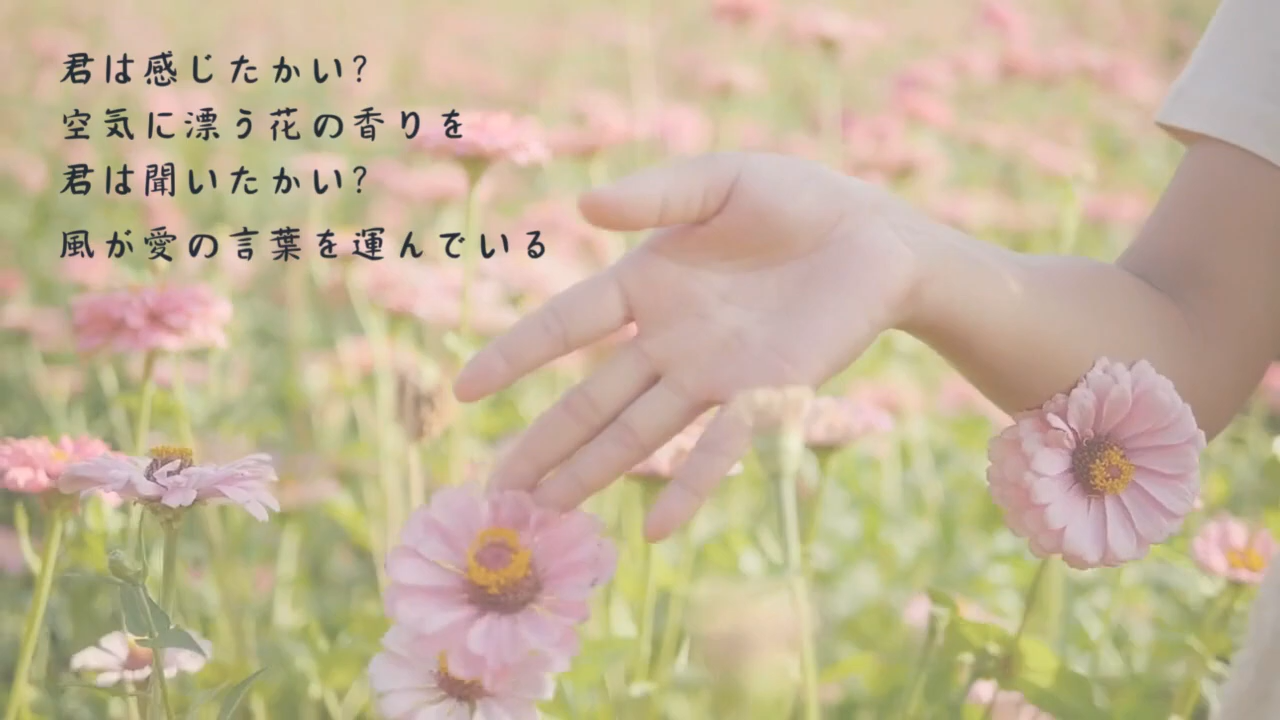 君は感じたかい?
空気に漂う花の香りを
君は聞いたかい?
風が愛の言葉を運んでいる